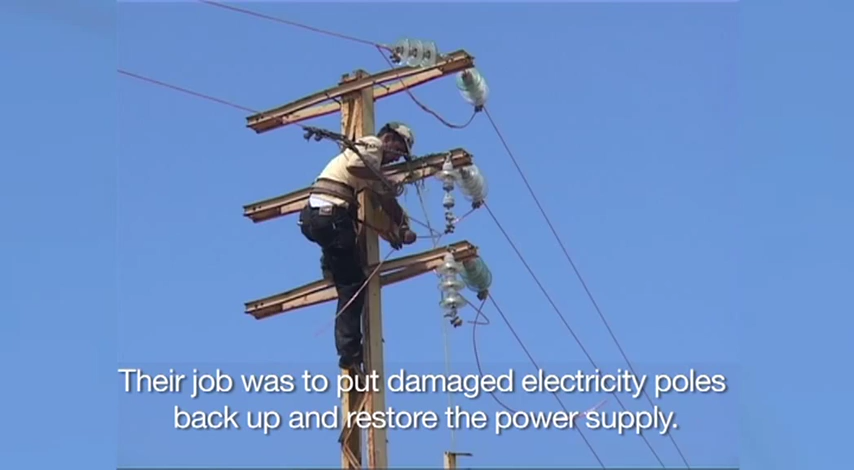 Their job was to put damaged electricity poles
back up and restore the power supply.